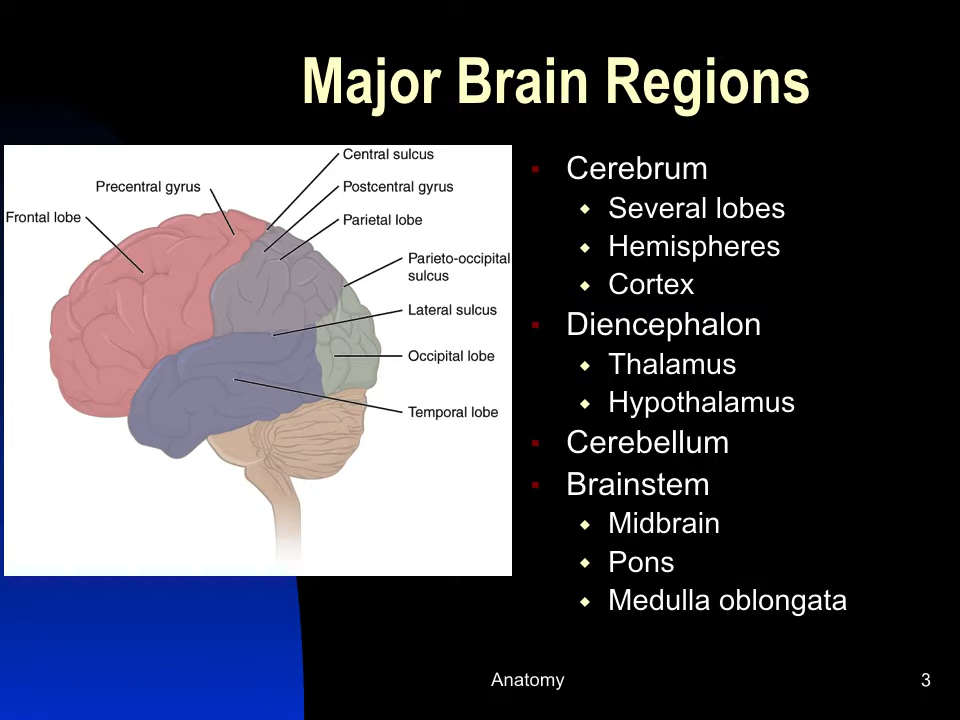 Major Brain Regions
Central sulcus
Precentral gyrus
Postcentral gyrus
Frontal lobe
Parietal lobe
Parieto-occipital
sulcus
Lateral sulcus
Occipital lobe
Temporal lobe
Cerebrum
Several lobes
Hemispheres
Cortex
Diencephalon
Thalamus
Hypothalamus
Cerebellum
Brainstem
Midbrain
Pons
Medulla oblongata
Anatomy
3